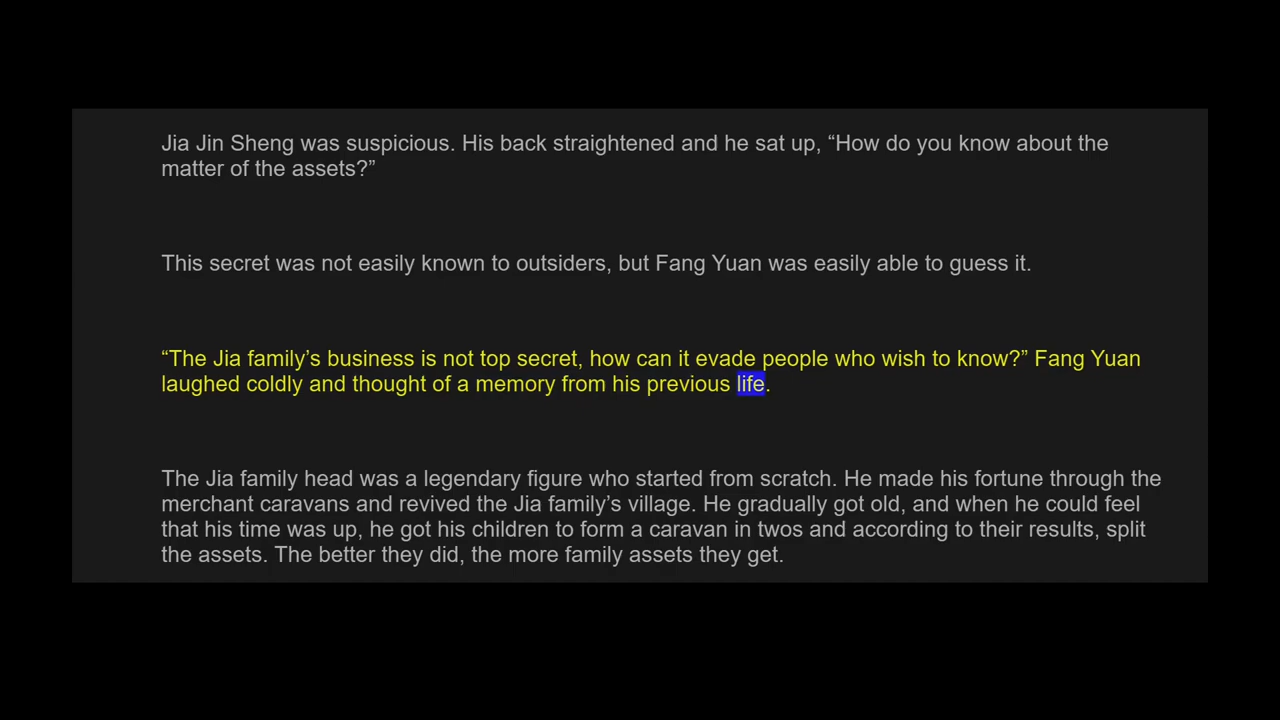 Jia Jin Sheng was suspicious. His back straightened and he sat up, “How do you know about the
matter of the assets?”
This secret was not easily known to outsiders, but Fang Yuan was easily able to guess it.
“The Jia family’s business is not top secret, how can it evade people who wish to know?” Fang Yuan
laughed coldly and thought of a memory from his previous life.
The Jia family head was a legendary figure who started from scratch. He made his fortune through the
merchant caravans and revived the Jia family’s village. He gradually got old, and when he could feel
that his time was up, he got his children to form a caravan in twos and according to their results, split
the assets. The better they did, the more family assets they get.